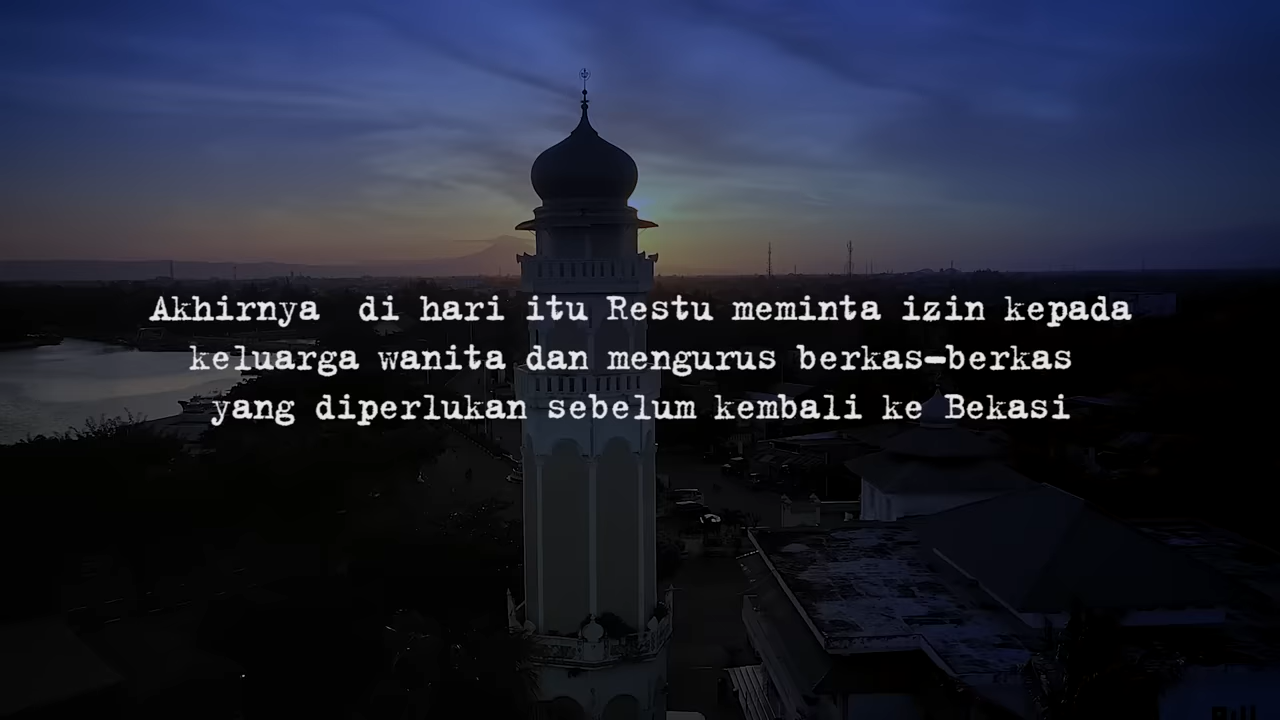 Akhirnya  di hari itu Restu meminta izin kepada
keluarga wanita dan mengurus berkas-berkas
yang diperlukan sebelum kembali ke Bekasi